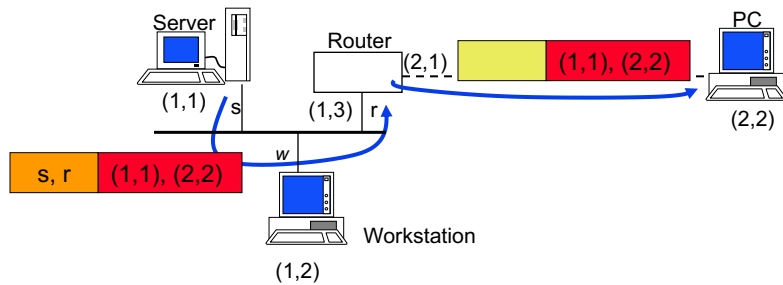 Server
Router
PC
(2,1)
(1,1), (2,2)
(1,1)
s
(1,3)
r
(2,2)
w
s, r
(1,1), (2,2)
Workstation
(1,2)